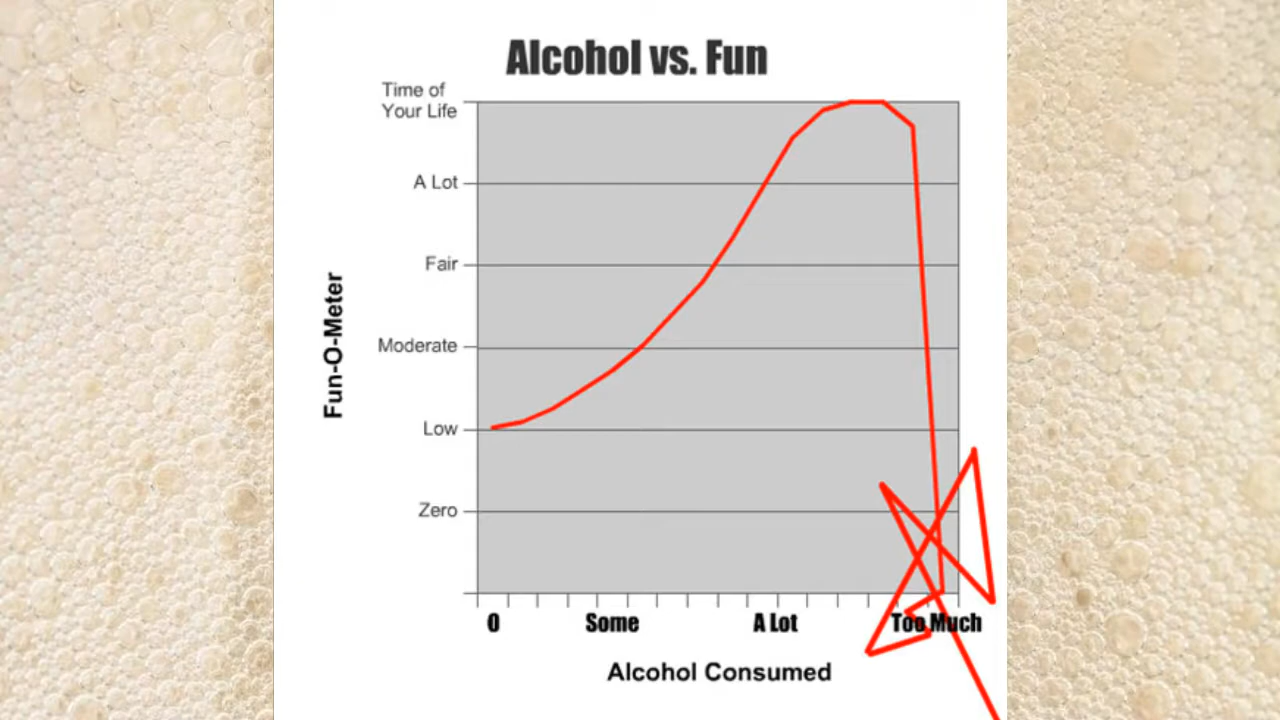 Alcohol vs. Fun
Time of
Your Life
A Lot
Fair
Moderate
Low
Zero
Fun-O-Meter
0 Some A Lot Too Much
Alcohol Consumed